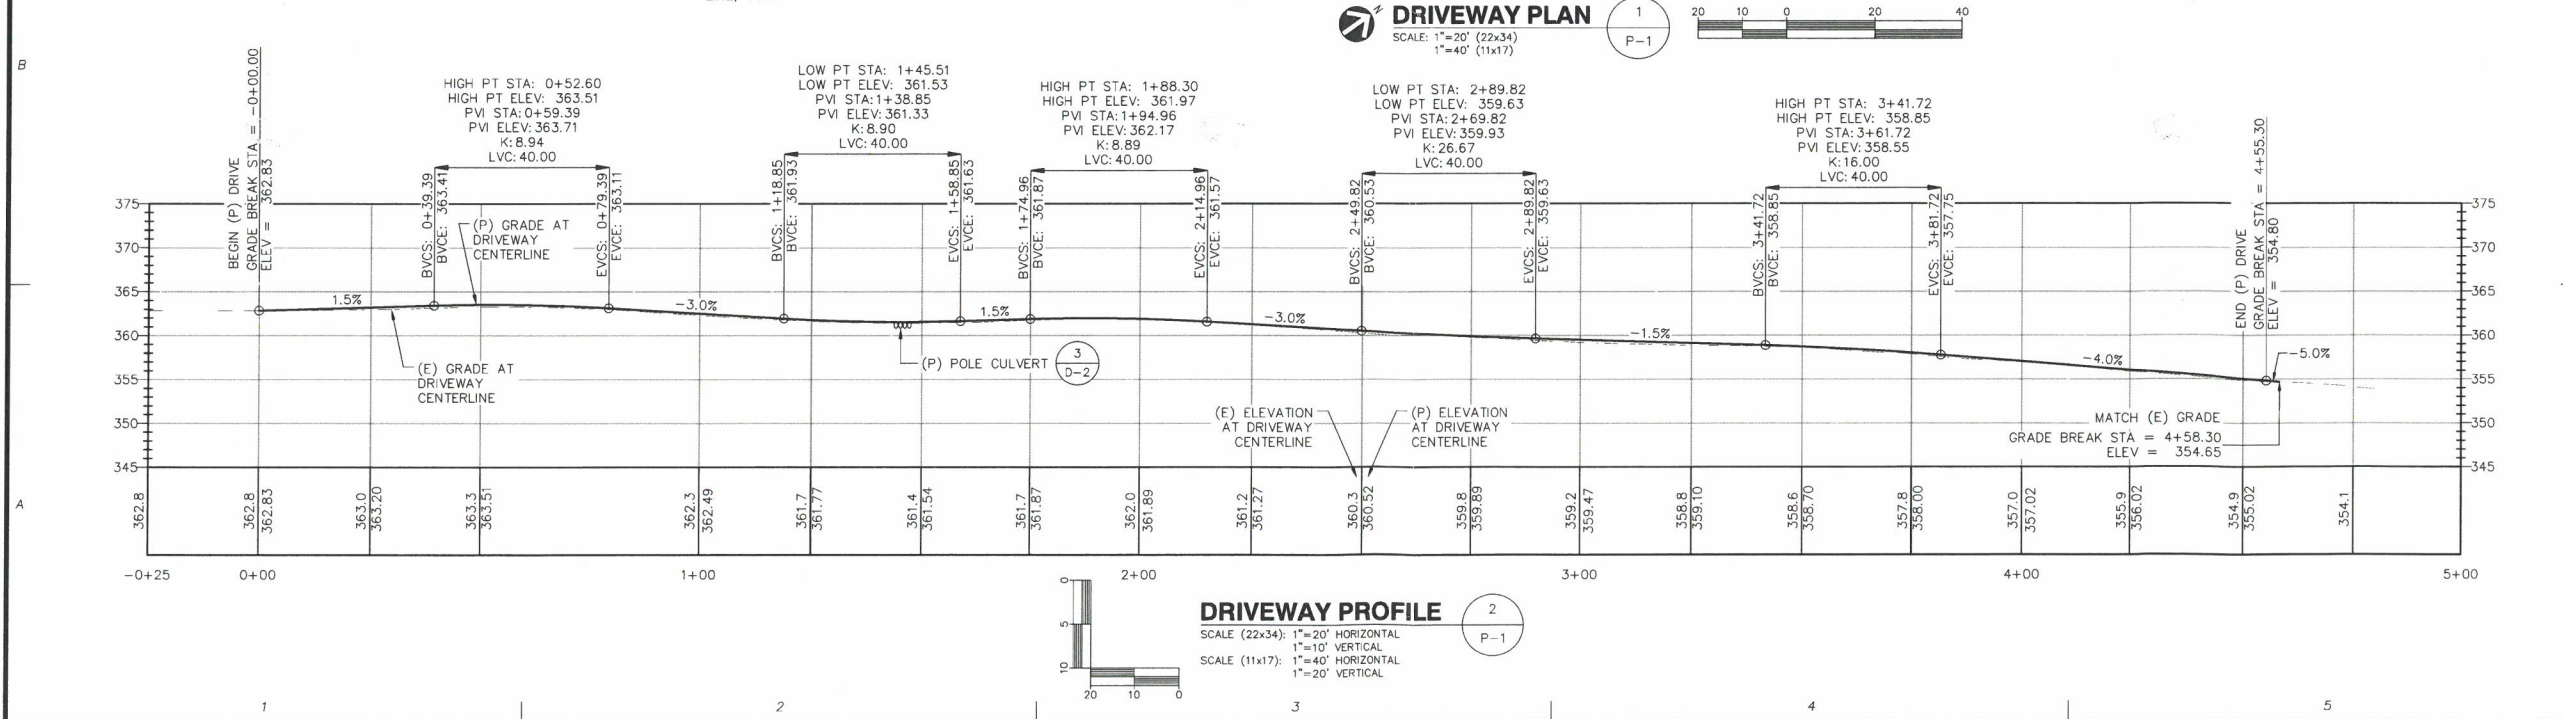 DRIVEWAY PLAN
SCALE: 1"=20' (22x34)
1"=40' (11x17)
N
1
P-1
20 10 0 20 40
B
BEGIN (P) DRIVE
GRADE BREAK STA = -0+00.00
ELEV = 362.83
HIGH PT STA: 0+52.60
HIGH PT ELEV: 363.51
PVI STA:0+59.39
PVI ELEV:363.71
K:8.94
LVC: 40.00
BVCS: 0+39.39
BVCE: 363.41
EVCS: 0+79.39
EVCE: 363.11
LOW PT STA: 1+45.51
LOW PT ELEV: 361.53
PVI STA:1+38.85
PVI ELEV:361.33
K:8.90
LVC: 40.00
BVCS: 1+18.85
BVCE: 361.93
EVCS: 1+58.85
EVCE: 361.63
HIGH PT STA: 1+88.30
HIGH PT ELEV: 361.97
PVI STA:1+94.96
PVI ELEV:362.17
K:8.89
LVC: 40.00
BVCS: 1+74.96
BVCE: 361.87
EVCS: 2+14.96
EVCE: 361.57
LOW PT STA: 2+89.82
LOW PT ELEV: 359.63
PVI STA:2+69.82
PVI ELEV:359.93
K:26.67
LVC: 40.00
BVCS: 2+49.82
BVCE: 360.53
EVCS: 2+89.82
EVCE: 359.63
HIGH PT STA: 3+41.72
HIGH PT ELEV: 358.85
PVI STA:3+61.72
PVI ELEV:358.55
K:16.00
LVC: 40.00
BVCS: 3+41.72
BVCE: 358.85
EVCS: 3+81.72
EVCE: 357.75
END (P) DRIVE
GRADE BREAK STA = 4+55.30
ELEV = 354.80
375 375
370 370
365 365
360 360
355 355
350 350
345 345
(P) GRADE AT
DRIVEWAY
CENTERLINE
1.5% -3.0% 1.5% -3.0% -1.5% -4.0% -5.0%
(E) GRADE AT
DRIVEWAY
CENTERLINE
(P) POLE CULVERT
3
D-2
(E) ELEVATION
AT DRIVEWAY
CENTERLINE
(P) ELEVATION
AT DRIVEWAY
CENTERLINE
MATCH (E) GRADE
GRADE BREAK STA = 4+58.30
ELEV = 354.65
A
362.8
362.8
362.83
363.0
363.20
363.3
363.51
362.3
362.49
361.7
361.77
361.4
361.54
361.7
361.87
362.0
361.89
361.2
361.27
360.3
360.52
359.8
359.89
359.2
359.47
358.8
359.10
358.6
358.70
357.8
358.00
357.0
357.02
355.9
356.02
354.9
355.02
354.1
-0+25 0+00 1+00 2+00 3+00 4+00 5+00
0
5
10
20 10 0
DRIVEWAY PROFILE
SCALE (22x34): 1"=20' HORIZONTAL
1"=10' VERTICAL
SCALE (11x17): 1"=40' HORIZONTAL
1"=20' VERTICAL
2
P-1
1 2 3 4 5